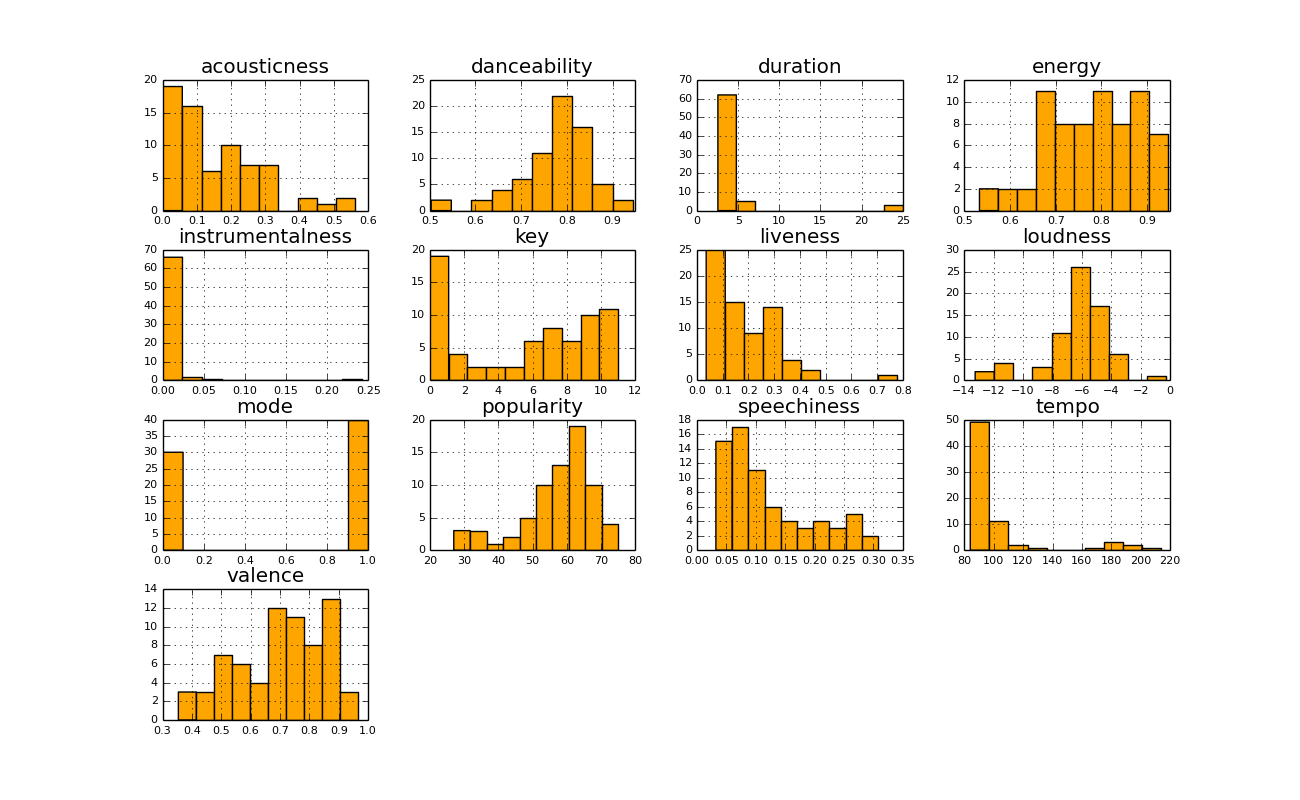 acousticness danceability duration energy
20 25 70 12
15 20 60 10
10 15 50 8
5 10 40 6
0 5 30 4
0 20 2
10 0
0
0.0 0.1 0.2 0.3 0.4 0.5 0.6 0.5 0.6 0.7 0.8 0.9 0 5 10 15 20 25 0.5 0.6 0.7 0.8 0.9
instrumentalness key liveness loudness
70 20 25 30
60 15 20 25
50 10 15 20
40 5 10 15
30 0 5 10
20 0 5
10 0
0
0.00 0.05 0.10 0.15 0.20 0.25 0 2 4 6 8 10 12 0.0 0.1 0.2 0.3 0.4 0.5 0.6 0.7 0.8 −14 −12 −10 −8 −6 −4 −2 0
mode popularity speechiness tempo
40 20 18 50
35 15 16 40
30 10 14 30
25 5 12 20
20 0 10 10
15 8 0
10 6
5 4
0 2
0
0.0 0.2 0.4 0.6 0.8 1.0 20 30 40 50 60 70 80 0.00 0.05 0.10 0.15 0.20 0.25 0.30 0.35 80 100 120 140 160 180 200 220
valence
14
12
10
8
6
4
2
0
0.3 0.4 0.5 0.6 0.7 0.8 0.9 1.0